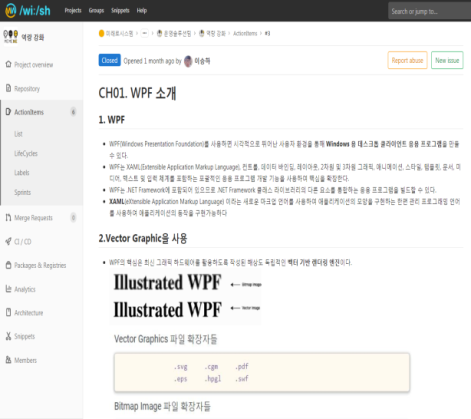 /wi:/sh
Projects Groups Snippets Help
Search or jump to...
역량 강화
Project overview
Repository
ActionItems
List
LifeCycles
Labels
Sprints
Merge Requests
CI / CD
Packages & Registries
Analytics
Architecture
Snippets
Members
미래로시스템 > ... > 운영솔루션팀 > 역량 강화 > ActionItems > #3
Closed Opened 1 month ago by 이승하
Report abuse
New issue
CH01. WPF 소개
1. WPF
WPF(Windows Presentation Foundation)를 사용하면 시각적으로 뛰어난 사용자 환경을 통해 Windows 용 데스크톱 클라이언트 응용 프로그램을 만들
수 있다.
WPF는 XAML(Extensible Application Markup Language), 컨트롤, 데이터 바인딩, 레이아웃, 2차원 및 3차원 그래픽, 애니메이션, 스타일, 템플릿, 문서, 미
디어, 텍스트 및 입력 체계를 포함하는 포괄적인 응용 프로그램 개발 기능을 사용하여 핵심을 확장한다.
WPF는 .NET Framework에 포함되어 있으므로 .NET Framework 클래스 라이브러리의 다른 요소를 통합하는 응용 프로그램을 빌드할 수 있다.
XAML(eXtensible Application Markup Language) 이라는 새로운 마크업 언어를 사용하여 애플리케이션의 모양을 구현하는 한편 관리 프로그래밍 언어
를 사용하여 애플리케이션의 동작을 구현가능하다
2.Vector Graphic을 사용
WPF의 핵심은 최신 그래픽 하드웨어를 활용하도록 작성된 해상도 독립적인 벡터 기반 렌더링 엔진이다.
Illustrated WPF ← Bitmap Image
Illustrated WPF ← Vector Image
Vector Graphics 파일 확장자들
.svg .cgm .pdf
.eps .hpgl .swf
Bitmap Image 파일 확장자들